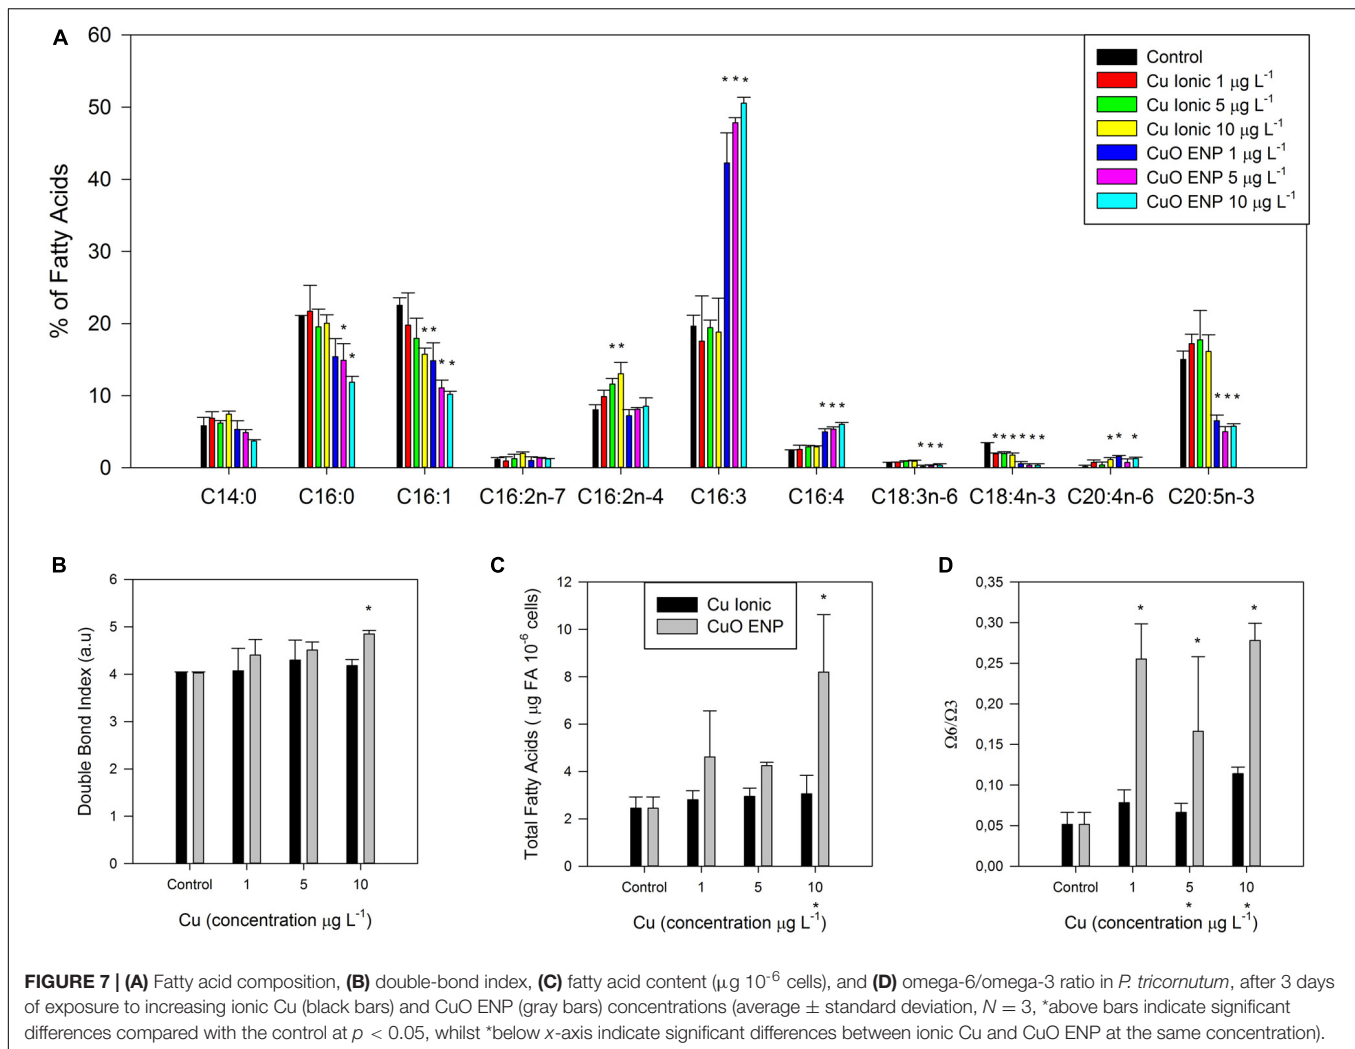 A
% of Fatty Acids
60
50
40
30
20
10
0
Control
Cu Ionic 1 µg L-1
Cu Ionic 5 µg L-1
Cu Ionic 10 µg L-1
CuO ENP 1 µg L-1
CuO ENP 5 µg L-1
CuO ENP 10 µg L-1
* * *
* *
* * * *
* *
* * *
* * *
* * * * * *
* * *
* * *
C14:0 C16:0 C16:1 C16:2n-7 C16:2n-4 C16:3 C16:4 C18:3n-6 C18:4n-3 C20:4n-6 C20:5n-3
B
Double Bond Index (a.u)
6
5
4
3
2
1
0
*
Control 1 5 10
Cu (concentration µg L-1)
C
Total Fatty Acids ( µg FA 10-6 cells)
12
10
8
6
4
2
0
Cu Ionic
CuO ENP
*
Control 1 5 10
*
Cu (concentration µg L-1)
D
Ω6/Ω3
0,35
0,30
0,25
0,20
0,15
0,10
0,05
0,00
* * *
Control 1 5 10
* *
Cu (concentration µg L-1)
FIGURE 7 | (A) Fatty acid composition, (B) double-bond index, (C) fatty acid content (µg 10-6 cells), and (D) omega-6/omega-3 ratio in P. tricornutum, after 3 days
of exposure to increasing ionic Cu (black bars) and CuO ENP (gray bars) concentrations (average ± standard deviation, N = 3, *above bars indicate significant
differences compared with the control at p < 0.05, whilst *below x-axis indicate significant differences between ionic Cu and CuO ENP at the same concentration).